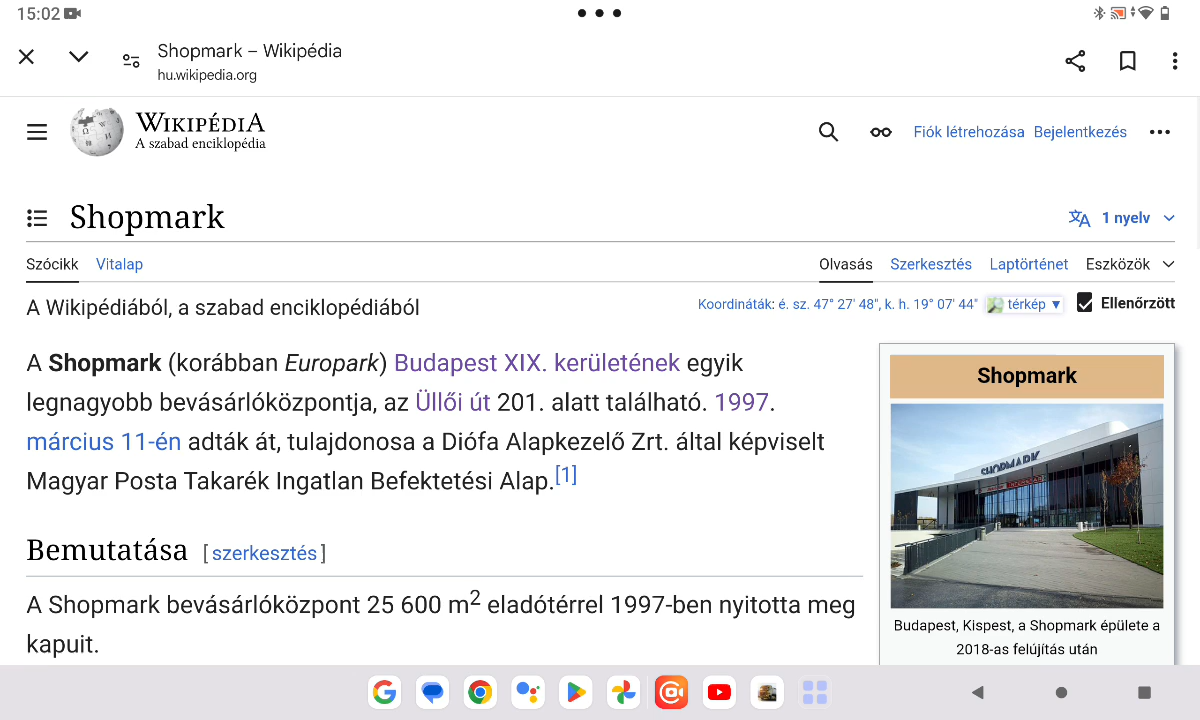 15:02
Shopmark – Wikipédia
hu.wikipedia.org
WIKIPÉDIA
A szabad enciklopédia
Fiók létrehozása Bejelentkezés
Shopmark
1 nyelv
Szócikk Vitalap Olvasás Szerkesztés Laptörténet Eszközök
A Wikipédiából, a szabad enciklopédiából
Koordináták: é. sz. 47° 27′ 48″, k. h. 19° 07′ 44″ térkép ▼ Ellenőrzött
A Shopmark (korábban Europark) Budapest XIX. kerületének egyik
legnagyobb bevásárlóközpontja, az Üllői út 201. alatt található. 1997.
március 11-én adták át, tulajdonosa a Diófa Alapkezelő Zrt. által képviselt
Magyar Posta Takarék Ingatlan Befektetési Alap.[1]
Bemutatása [szerkesztés]
A Shopmark bevásárlóközpont 25 600 m² eladótérrel 1997-ben nyitotta meg
kapuit.
Shopmark
SHOPMARK
Budapest, Kispest, a Shopmark épülete a
2018-as felújítás után